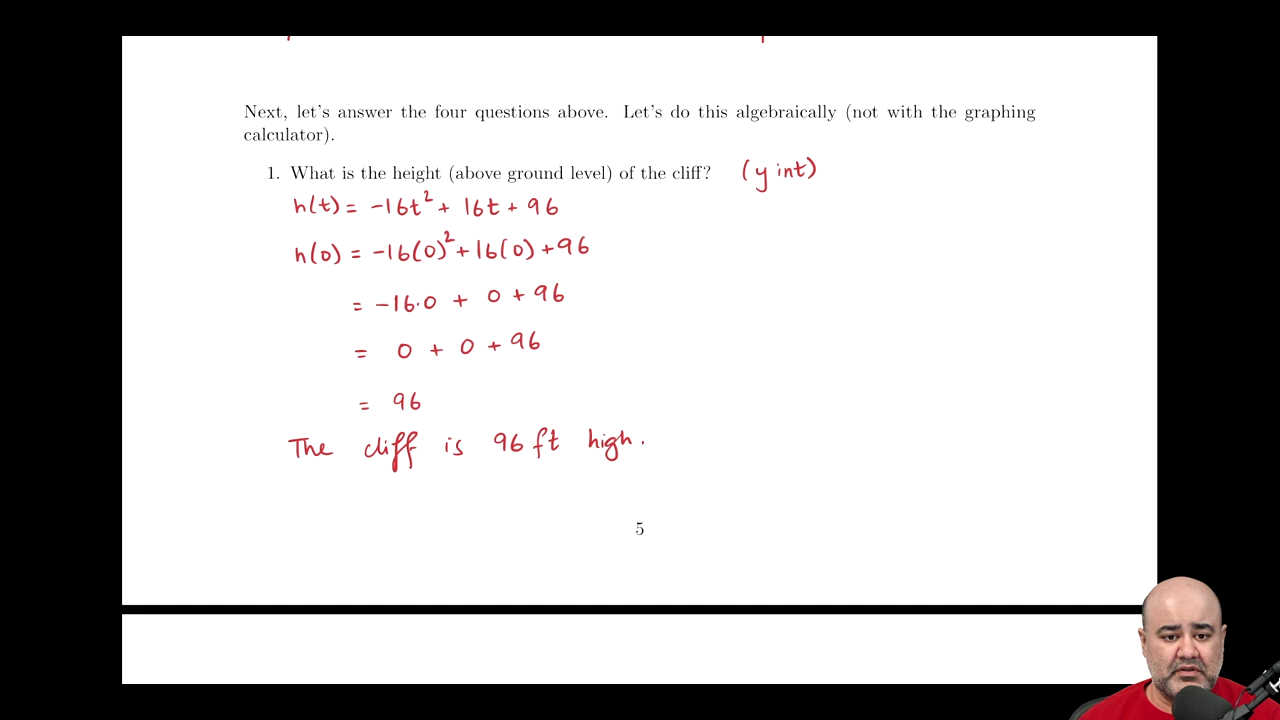 Next, let's answer the four questions above. Let's do this algebraically (not with the graphing
calculator).
1. What is the height (above ground level) of the cliff? (y int)
h(t) = -16t² + 16t + 96
h(0) = -16(0)² + 16(0) + 96
= -16·0 + 0 + 96
= 0 + 0 + 96
= 96
The cliff is 96 ft high.
5